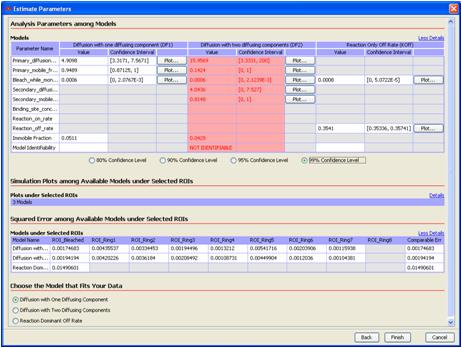 Estimate Parameters
Analysis Parameters among Models
Less Details
Models
Parameter Name Diffusion with one diffusing component (DF1) Diffusion with two diffusing components (DF2) Reaction Only Off Rate (KOff)
Value Confidence Interval Value Confidence Interval Value Confidence Interval
Primary_diffusion... 4.9098 [3.3171, 7.5671] Plot... 15.9569 [3.3331, 200] Plot...
Primary_mobile_fr... 0.9489 [0.87125, 1] Plot... 0.1424 [0, 1] Plot...
Bleach_while_mon... 0.0006 [0, 2.0767E-3] Plot... 0.0006 [0, 2.1239E-3] Plot... 0.0008 [0, 5.0722E-5] Plot...
Secondary_diffusi... 4.0436 [0, 7.527] Plot...
Secondary_mobile... 0.8148 [0, 1] Plot...
Binding_site_conc...
Reaction_on_rate
Reaction_off_rate 0.3541 [0.35336, 0.35741] Plot...
Immobile Fraction 0.0511 0.0428
Model Identifiability NOT IDENTIFIABLE
80% Confidence Level 90% Confidence Level 95% Confidence Level 99% Confidence Level
Simulation Plots among Available Models under Selected ROIs
Plots under Selected ROIs Details
3 Models
Squared Error among Available Models under Selected ROIs
Models under Selected ROIs Less Details
Model Name ROI_Bleached ROI_Ring1 ROI_Ring2 ROI_Ring3 ROI_Ring4 ROI_Ring5 ROI_Ring6 ROI_Ring7 ROI_Ring8 Comparable Err
Diffusion with... 0.00174683 0.00435537 0.00334453 0.00194496 0.0013212 0.00541716 0.00203906 0.00115938 0.00174683
Diffusion with... 0.00194194 0.00420226 0.0036184 0.00208492 0.00108731 0.00449904 0.0012036 0.00104381 0.00194194
Reaction Dom... 0.01490601 0.01490601
Choose the Model that Fits Your Data
Diffusion with One Diffusing Component
Diffusion with Two Diffusing Components
Reaction Dominant Off Rate
Back Finish Cancel